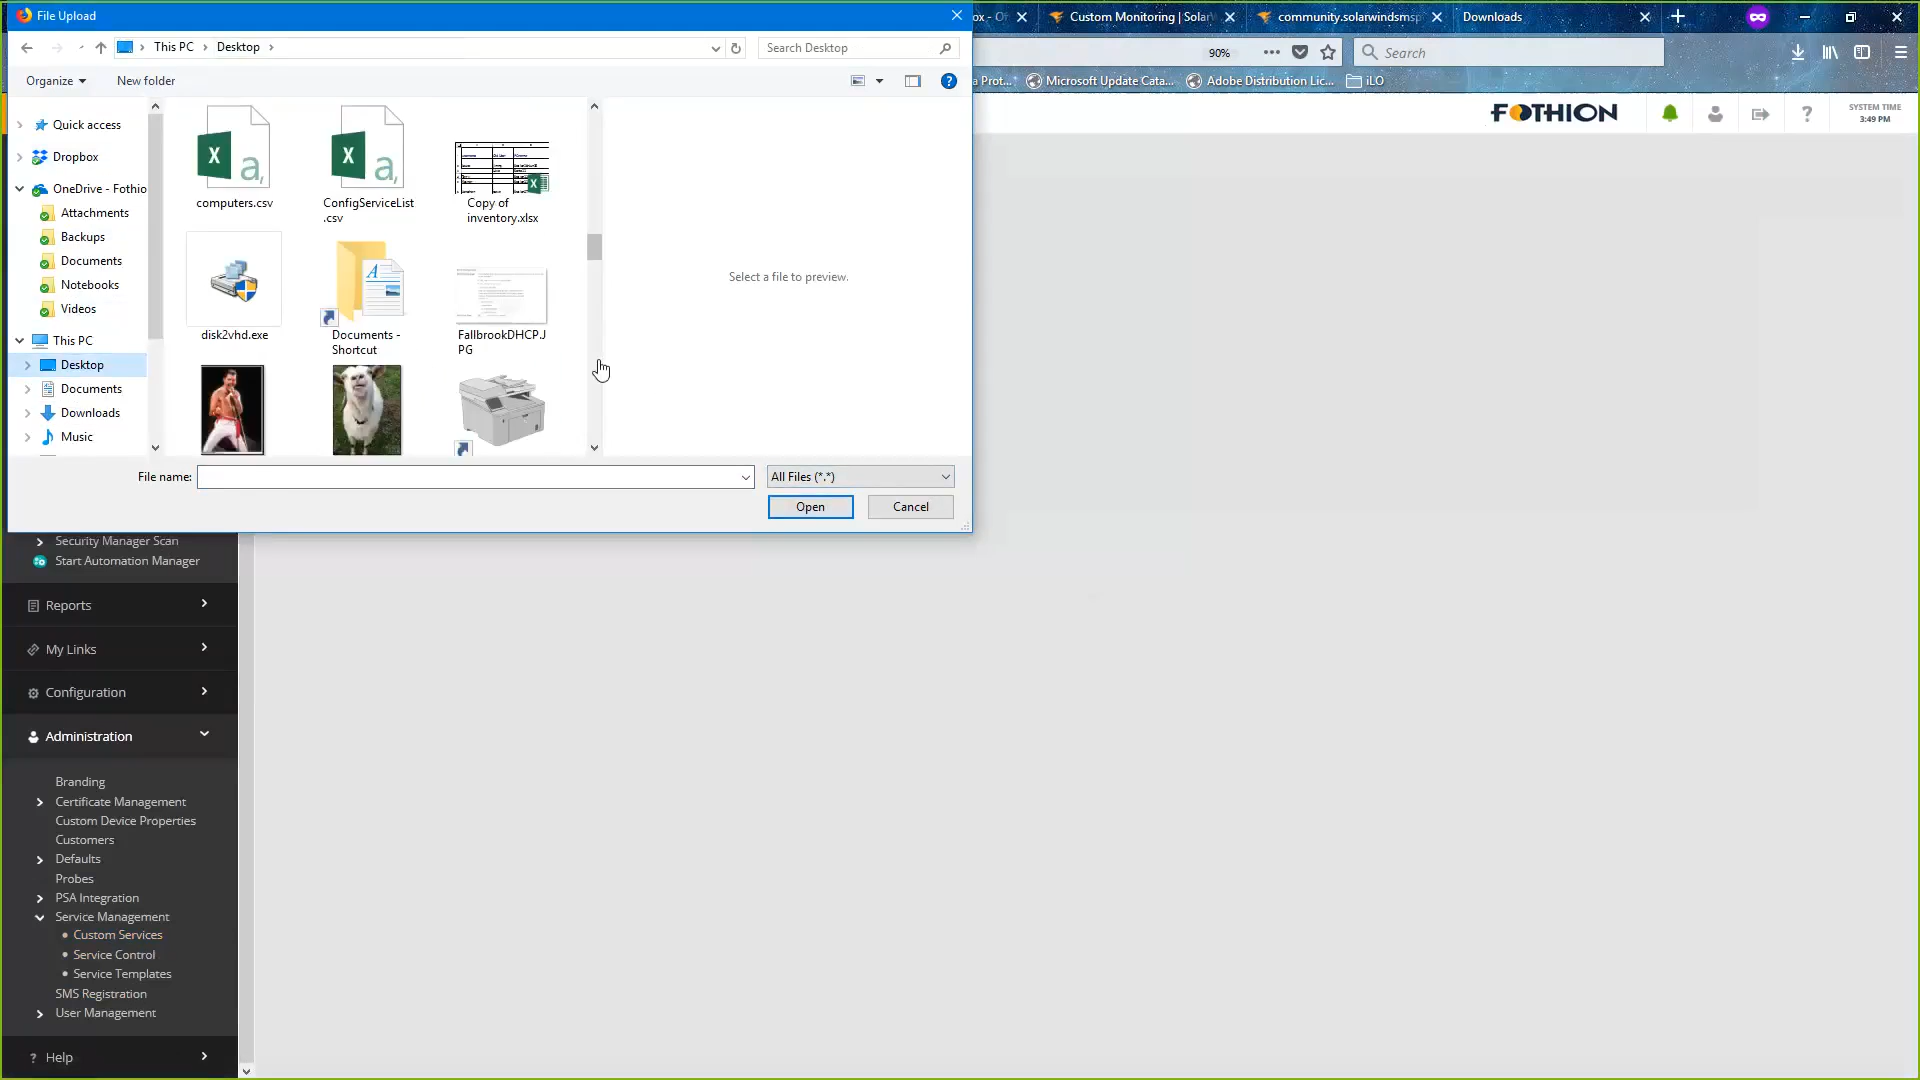 File Upload
ox - O
Custom Monitoring | Solar
community.solarwindsmsp
Downloads
This PC
Desktop
Search Desktop
90%
Search
Organize
New folder
a Prot...
Microsoft Update Cata...
Adobe Distribution Lic...
iLO
FOTHION
SYSTEM TIME
3:49 PM
Quick access
Dropbox
OneDrive - Fothio
Attachments
Backups
Documents
Notebooks
Videos
This PC
Desktop
Documents
Downloads
Music
computers.csv
ConfigServiceList
.csv
Copy of
inventory.xlsx
disk2vhd.exe
Documents -
Shortcut
FallbrookDHCP.J
PG
Select a file to preview.
File name:
All Files (*.*)
Open
Cancel
Security Manager Scan
Start Automation Manager
Reports
My Links
Configuration
Administration
Branding
Certificate Management
Custom Device Properties
Customers
Defaults
Probes
PSA Integration
Service Management
Custom Services
Service Control
Service Templates
SMS Registration
User Management
Help